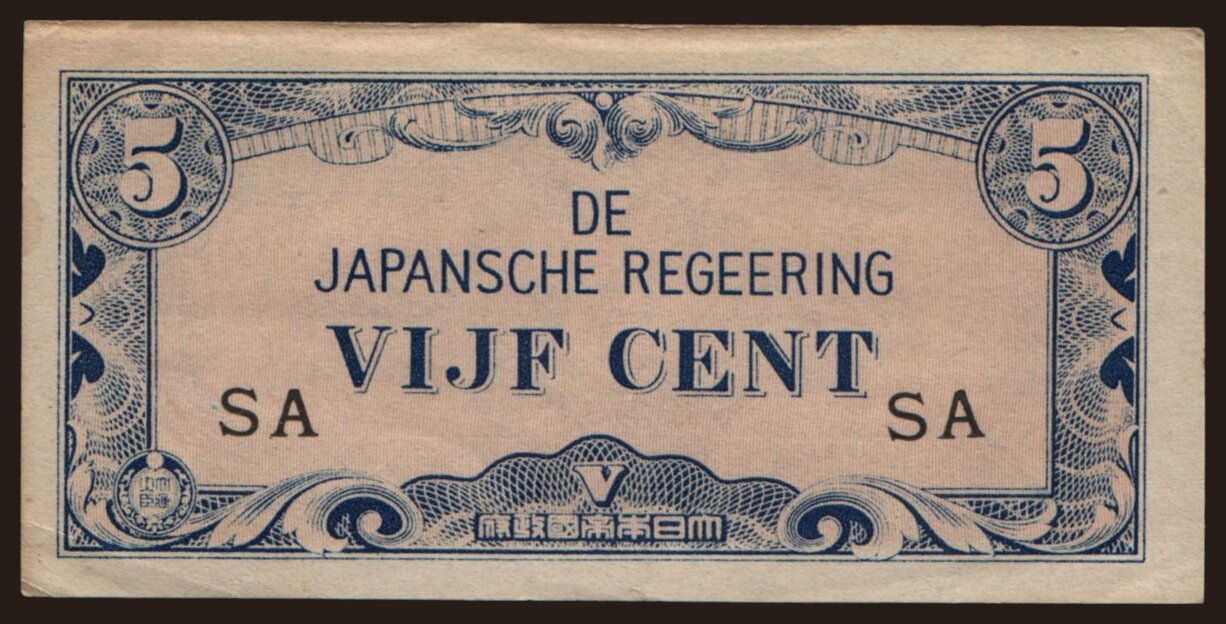 5 5
DE
JAPANSCHE REGEERING
VIJF CENT
SA SA
V
府政國帝本日大